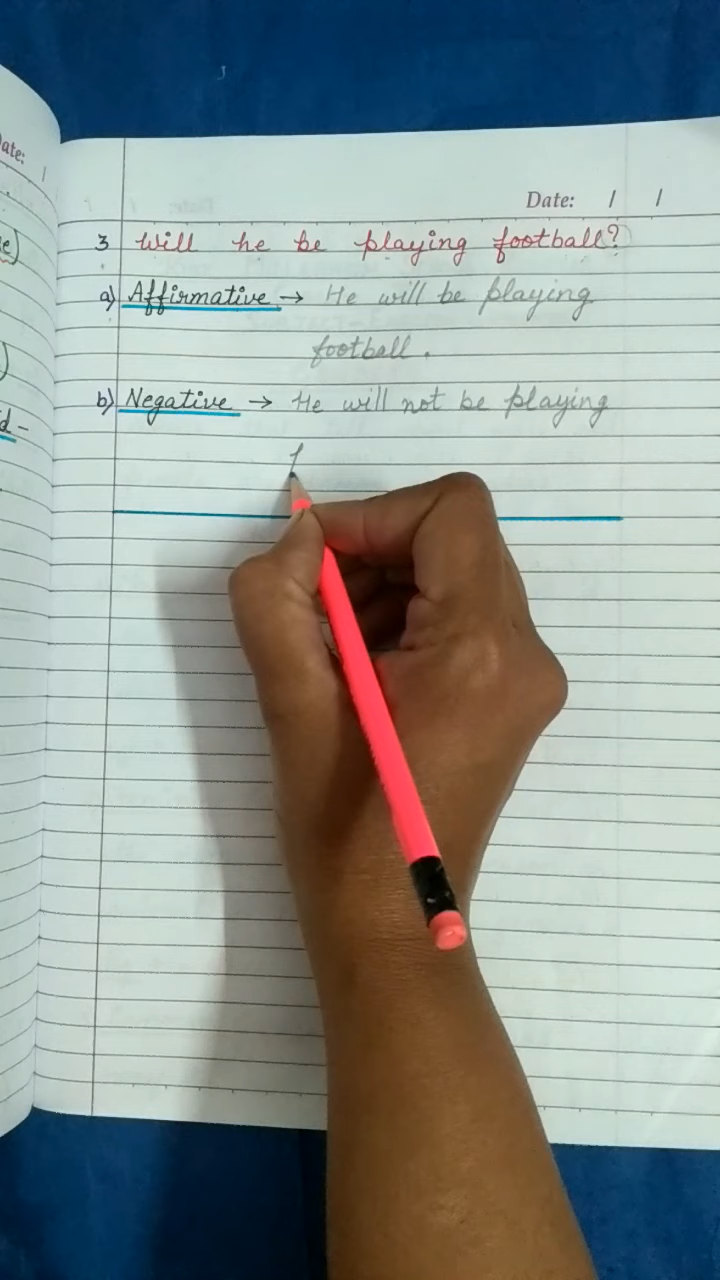 ate: /
Date: / /
3 Will he be playing football?
e)
a) Affirmative → He will be playing
football.
)
b) Negative → He will not be playing
d-
f